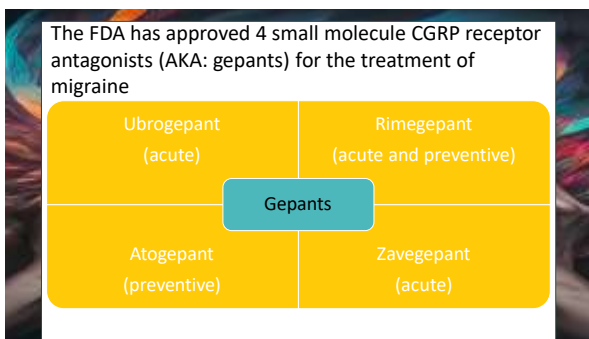 The FDA has approved 4 small molecule CGRP receptor
antagonists (AKA: gepants) for the treatment of
migraine
Ubrogepant
(acute)
Rimegepant
(acute and preventive)
Gepants
Atogepant
(preventive)
Zavegepant
(acute)